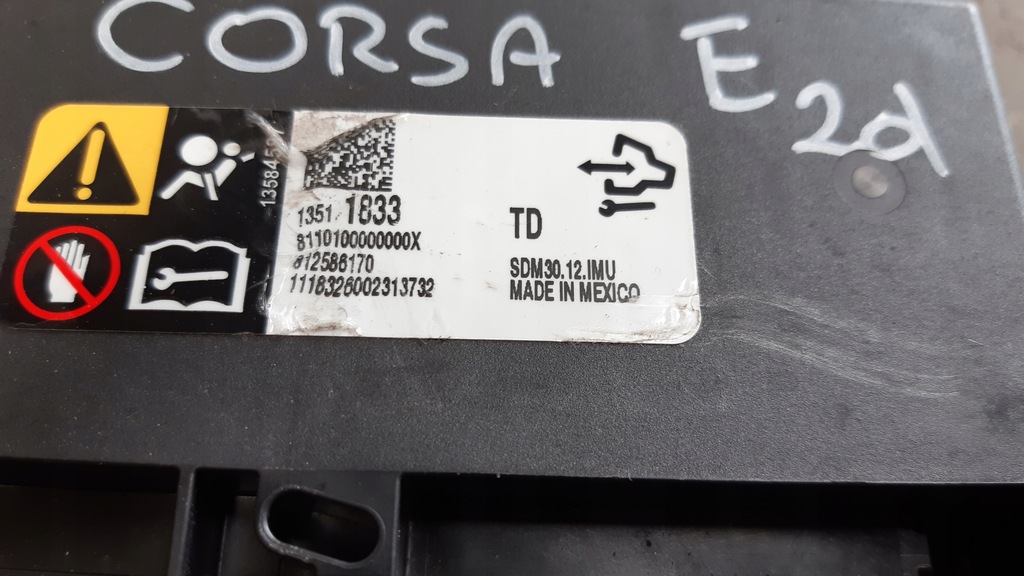 CORSA E 2d
1351 1833
8110100000000X
812586170
1118326002313732
TD
SDM30.12.IMU
MADE IN MEXICO